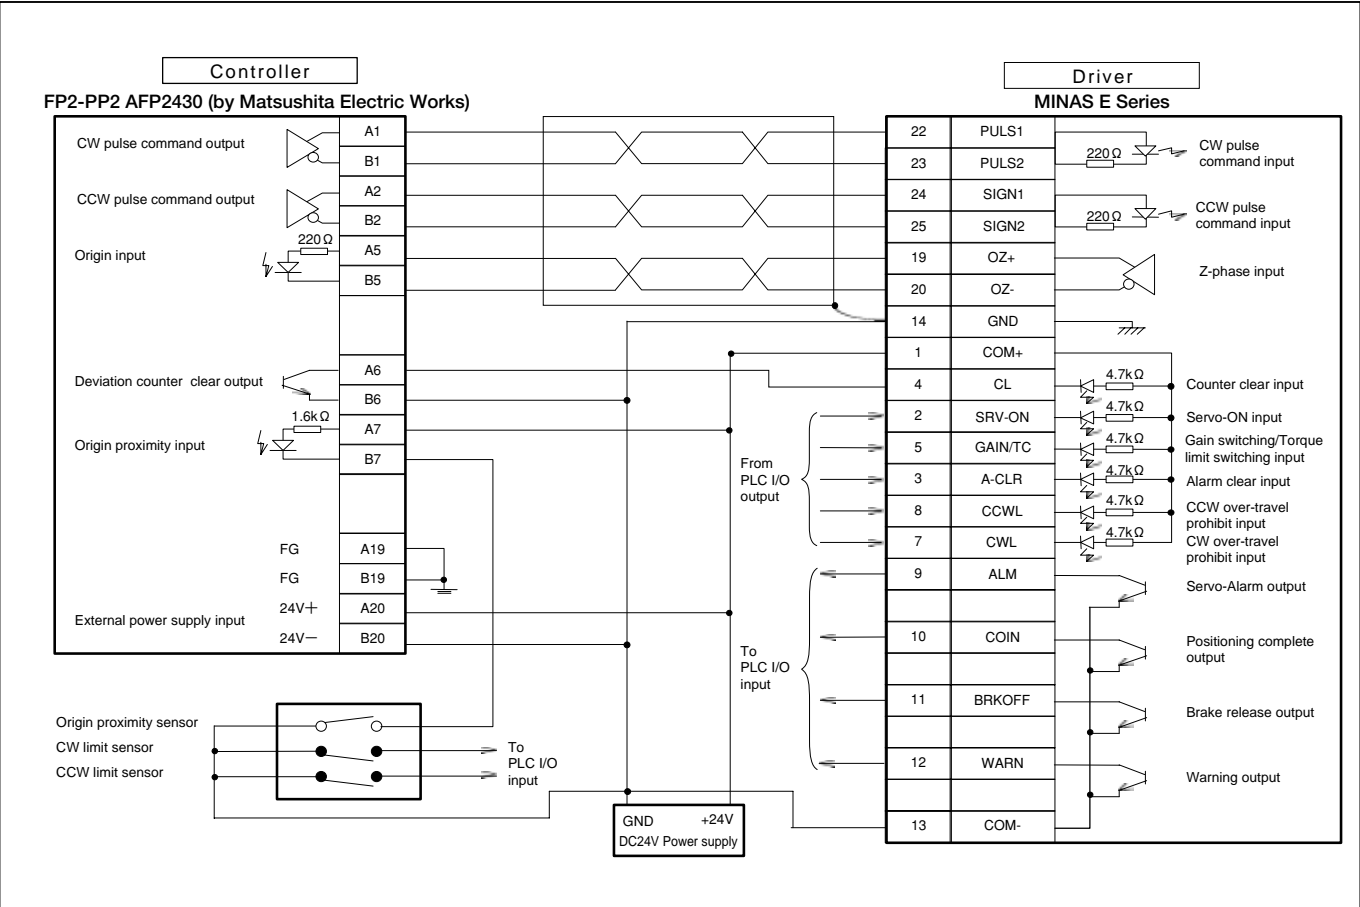 Controller
FP2-PP2 AFP2430 (by Matsushita Electric Works)
Driver
MINAS E Series
CW pulse command output
A1
B1
CCW pulse command output
A2
B2
Origin input
220Ω
A5
B5
Deviation counter clear output
A6
B6
Origin proximity input
1.6kΩ
A7
B7
FG
A19
FG
B19
External power supply input
24V+
A20
24V−
B20
Origin proximity sensor
CW limit sensor
CCW limit sensor
To
PLC I/O
input
GND
+24V
DC24V Power supply
From
PLC I/O
output
To
PLC I/O
input
22
PULS1
23
PULS2
220Ω
CW pulse
command input
24
SIGN1
25
SIGN2
220Ω
CCW pulse
command input
19
OZ+
20
OZ-
Z-phase input
14
GND
1
COM+
4
CL
4.7kΩ
Counter clear input
2
SRV-ON
4.7kΩ
Servo-ON input
5
GAIN/TC
4.7kΩ
Gain switching/Torque
limit switching input
3
A-CLR
4.7kΩ
Alarm clear input
8
CCWL
4.7kΩ
CCW over-travel
prohibit input
7
CWL
4.7kΩ
CW over-travel
prohibit input
9
ALM
Servo-Alarm output
10
COIN
Positioning complete
output
11
BRKOFF
Brake release output
12
WARN
Warning output
13
COM-